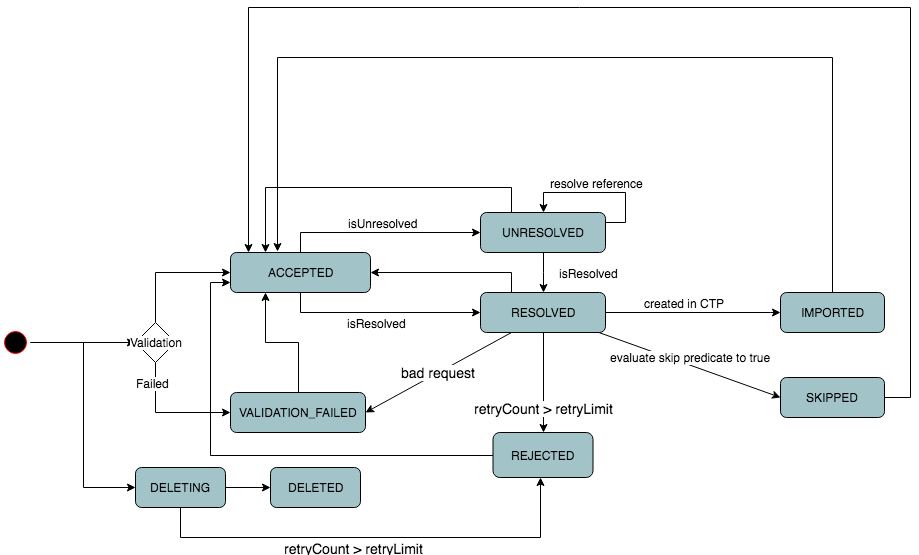 resolve reference
isUnresolved
UNRESOLVED
ACCEPTED
isResolved
created in CTP
RESOLVED
IMPORTED
isResolved
Validation
evaluate skip predicate to true
bad request
Failed
SKIPPED
VALIDATION_FAILED
retryCount > retryLimit
REJECTED
DELETING
DELETED
retryCount > retryLimit